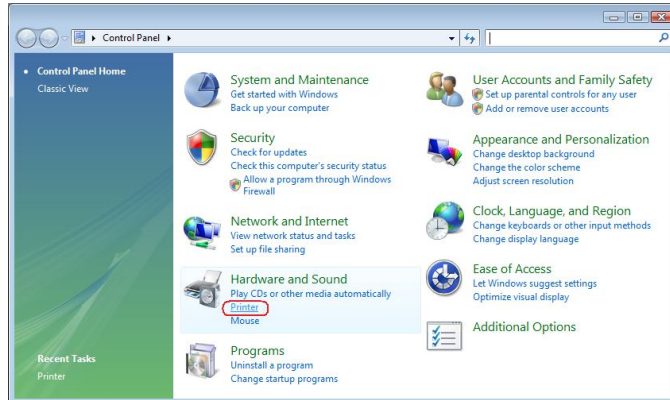 Control Panel
Control Panel Home
Classic View
System and Maintenance
Get started with Windows
Back up your computer
Security
Check for updates
Check this computer's security status
Allow a program through Windows
Firewall
Network and Internet
View network status and tasks
Set up file sharing
Hardware and Sound
Play CDs or other media automatically
Printer
Mouse
Programs
Uninstall a program
Change startup programs
User Accounts and Family Safety
Set up parental controls for any user
Add or remove user accounts
Appearance and Personalization
Change desktop background
Change the color scheme
Adjust screen resolution
Clock, Language, and Region
Change keyboards or other input methods
Change display language
Ease of Access
Let Windows suggest settings
Optimize visual display
Additional Options
Recent Tasks
Printer